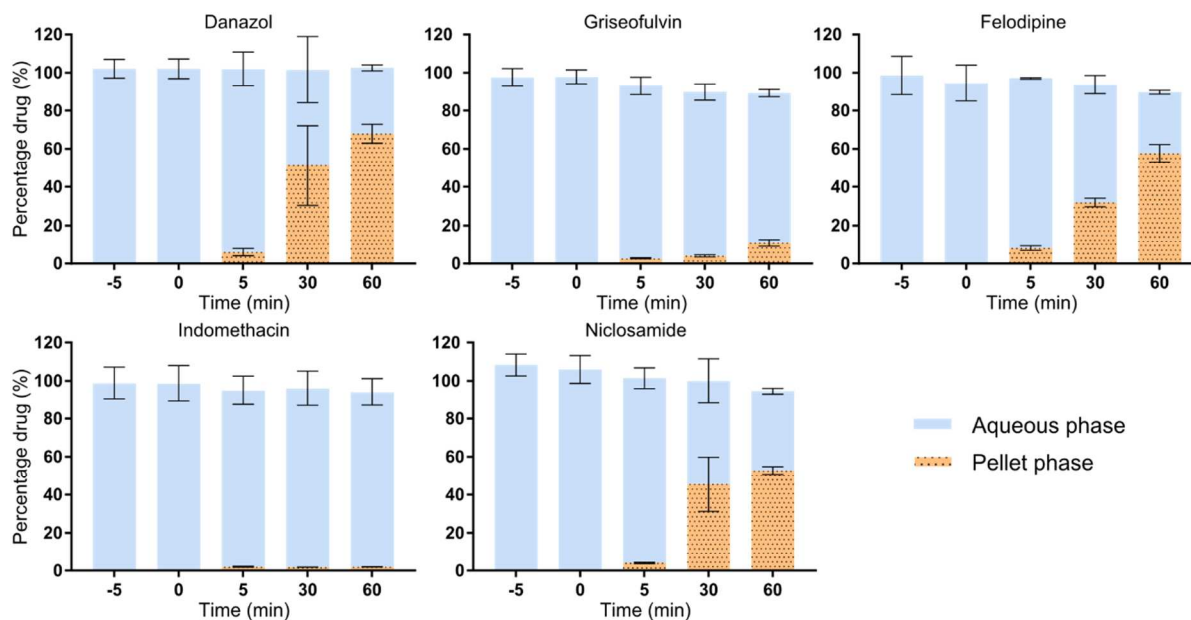 Danazol
Griseofulvin
Felodipine
Percentage drug (%)
120
100
80
60
40
20
0
-5 0 5 30 60
Time (min)
120
100
80
60
40
20
0
-5 0 5 30 60
Time (min)
120
100
80
60
40
20
0
-5 0 5 30 60
Time (min)
Indomethacin
Niclosamide
Percentage drug (%)
120
100
80
60
40
20
0
-5 0 5 30 60
Time (min)
120
100
80
60
40
20
0
-5 0 5 30 60
Time (min)
Aqueous phase
Pellet phase